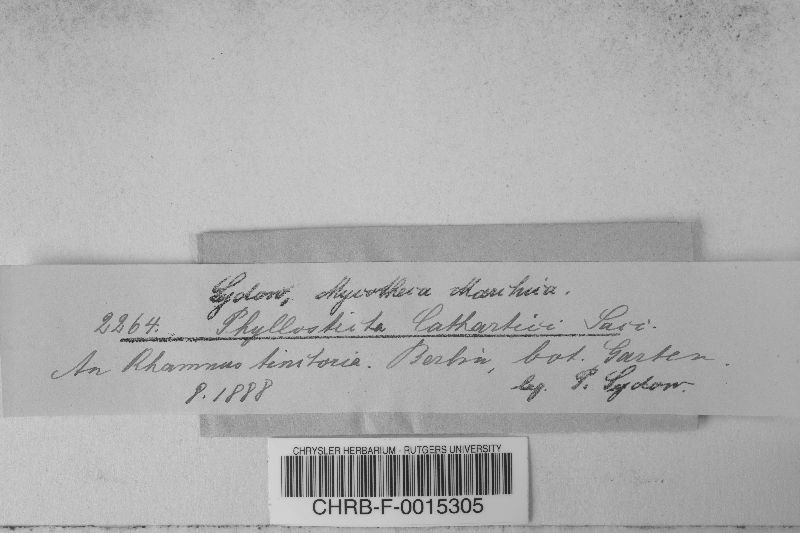 Sydow, Mycotheca Marchica.
2264. Phyllosticta Cathartici Sacc.
An Rhamnus tinctoria. Berlin, bot. Garten.
8. 1888 leg. P. Sydow.
CHRYSLER HERBARIUM - RUTGERS UNIVERSITY
CHRB-F-0015305